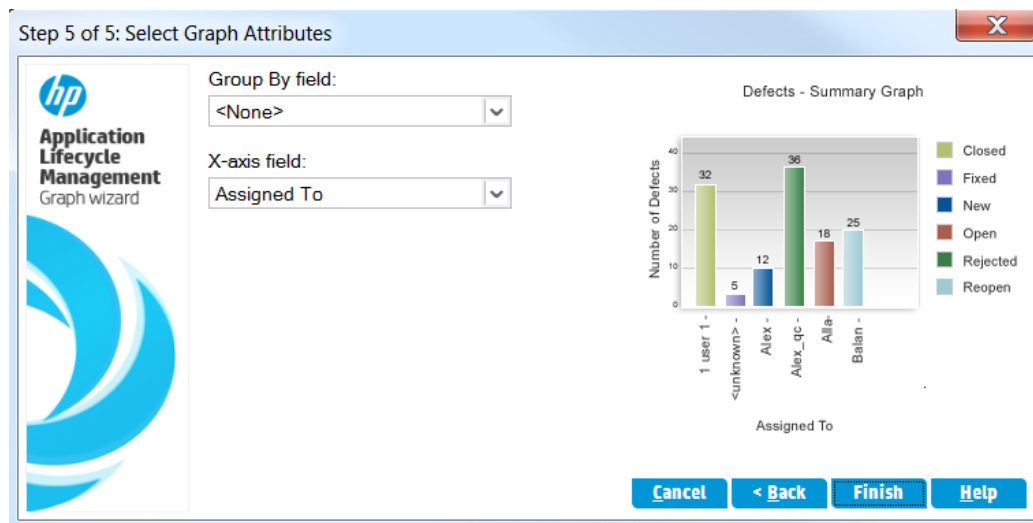 Step 5 of 5: Select Graph Attributes
X
hp
Application
Lifecycle
Management
Graph wizard
Group By field:
<None>
X-axis field:
Assigned To
Defects - Summary Graph
Number of Defects
40
30
20
10
0
32
5
12
36
18
25
1 user 1 -
<unknown> -
Alex -
Alex_qc -
Alla-
Balan -
Assigned To
Closed
Fixed
New
Open
Rejected
Reopen
Cancel
< Back
Finish
Help